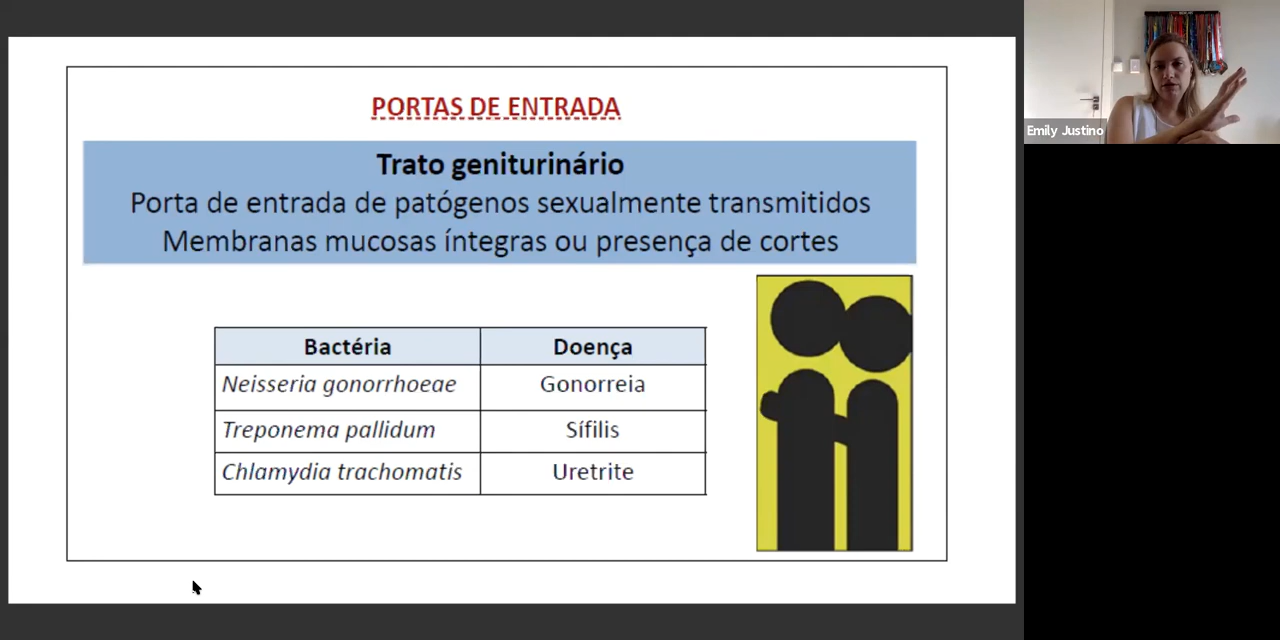 PORTAS DE ENTRADA
Trato geniturinário
Porta de entrada de patógenos sexualmente transmitidos
Membranas mucosas íntegras ou presença de cortes
Bactéria Doença
Neisseria gonorrhoeae Gonorreia
Treponema pallidum Sífilis
Chlamydia trachomatis Uretrite
Emily Justino